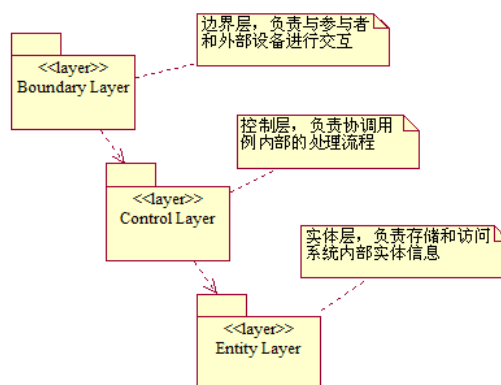 边界层，负责与参与者
和外部设备进行交互
<<layer>>
Boundary Layer
控制层，负责协调用
例内部的处理流程
<<layer>>
Control Layer
实体层，负责存储和访问
系统内部实体信息
<<layer>>
Entity Layer